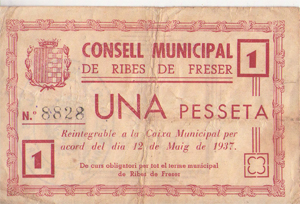 CONSELL MUNICIPAL
1
DE RIBES DE FRESER
N.º 8828
UNA PESSETA
Reintegrable a la Caixa Municipal per
acord del dia 12 de Maig de 1937.
1
De curs obligatori per tot el terme municipal
de Ribes de Freser